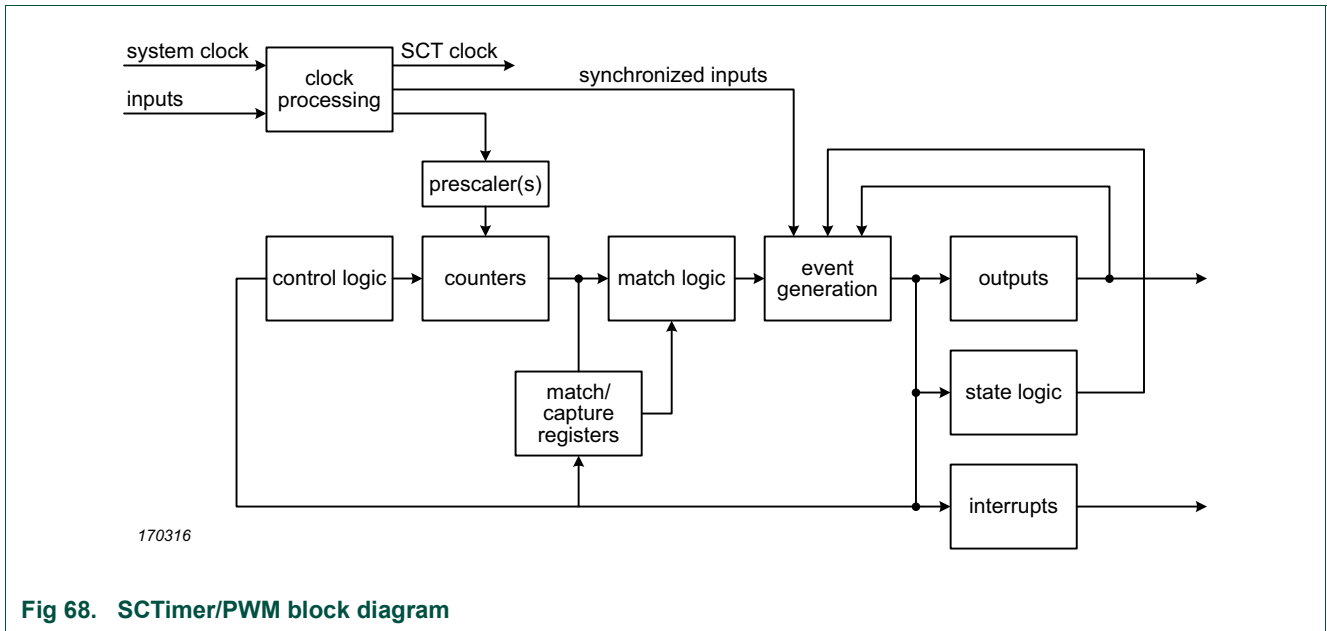 system clock
SCT clock
clock
processing
synchronized inputs
inputs
prescaler(s)
control logic
counters
match logic
event
generation
outputs
match/
capture
registers
state logic
interrupts
170316
Fig 68. SCTimer/PWM block diagram